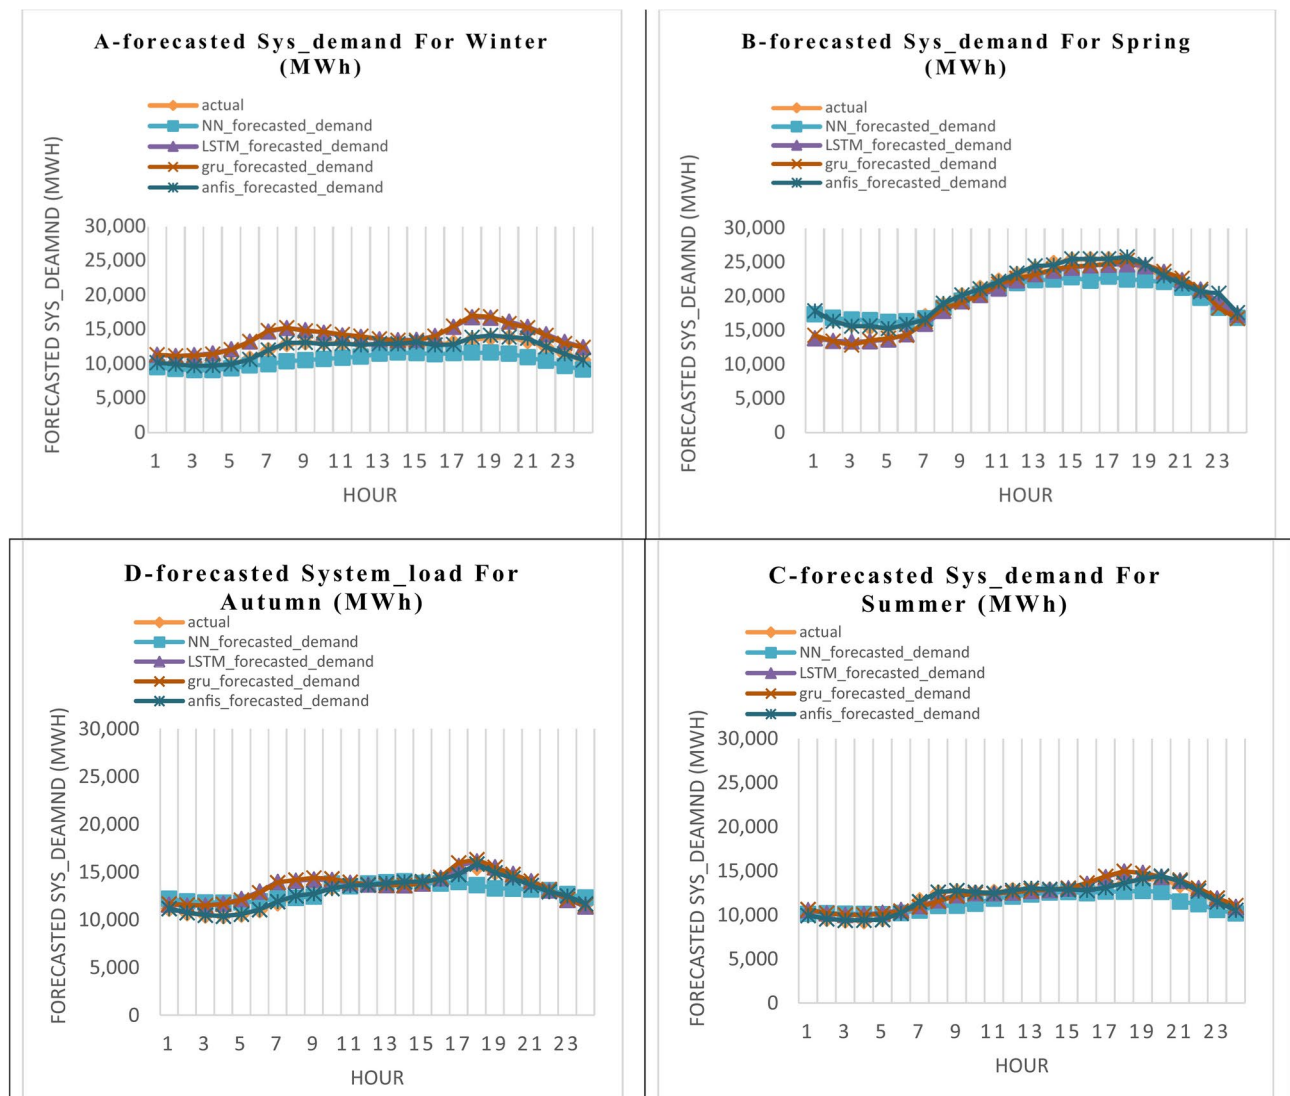 A-forecasted Sys_demand For Winter
(MWh)
actual
NN_forecasted_demand
LSTM_forecasted_demand
gru_forecasted_demand
anfis_forecasted_demand
FORECASTED SYS_DEAMND (MWH)
30,000
25,000
20,000
15,000
10,000
5,000
0
1 3 5 7 9 11 13 15 17 19 21 23
HOUR
B-forecasted Sys_demand For Spring
(MWh)
actual
NN_forecasted_demand
LSTM_forecasted_demand
gru_forecasted_demand
anfis_forecasted_demand
FORECASTED SYS_DEAMND (MWH)
30,000
25,000
20,000
15,000
10,000
5,000
0
1 3 5 7 9 11 13 15 17 19 21 23
HOUR
D-forecasted System_load For
Autumn (MWh)
actual
NN_forecasted_demand
LSTM_forecasted_demand
gru_forecasted_demand
anfis_forecasted_demand
FORECASTED SYS_DEAMND (MWH)
30,000
25,000
20,000
15,000
10,000
5,000
0
1 3 5 7 9 11 13 15 17 19 21 23
HOUR
C-forecasted Sys_demand For
Summer (MWh)
actual
NN_forecasted_demand
LSTM_forecasted_demand
gru_forecasted_demand
anfis_forecasted_demand
FORECASTED SYS_DEAMND (MWH)
30,000
25,000
20,000
15,000
10,000
5,000
0
1 3 5 7 9 11 13 15 17 19 21 23
HOUR